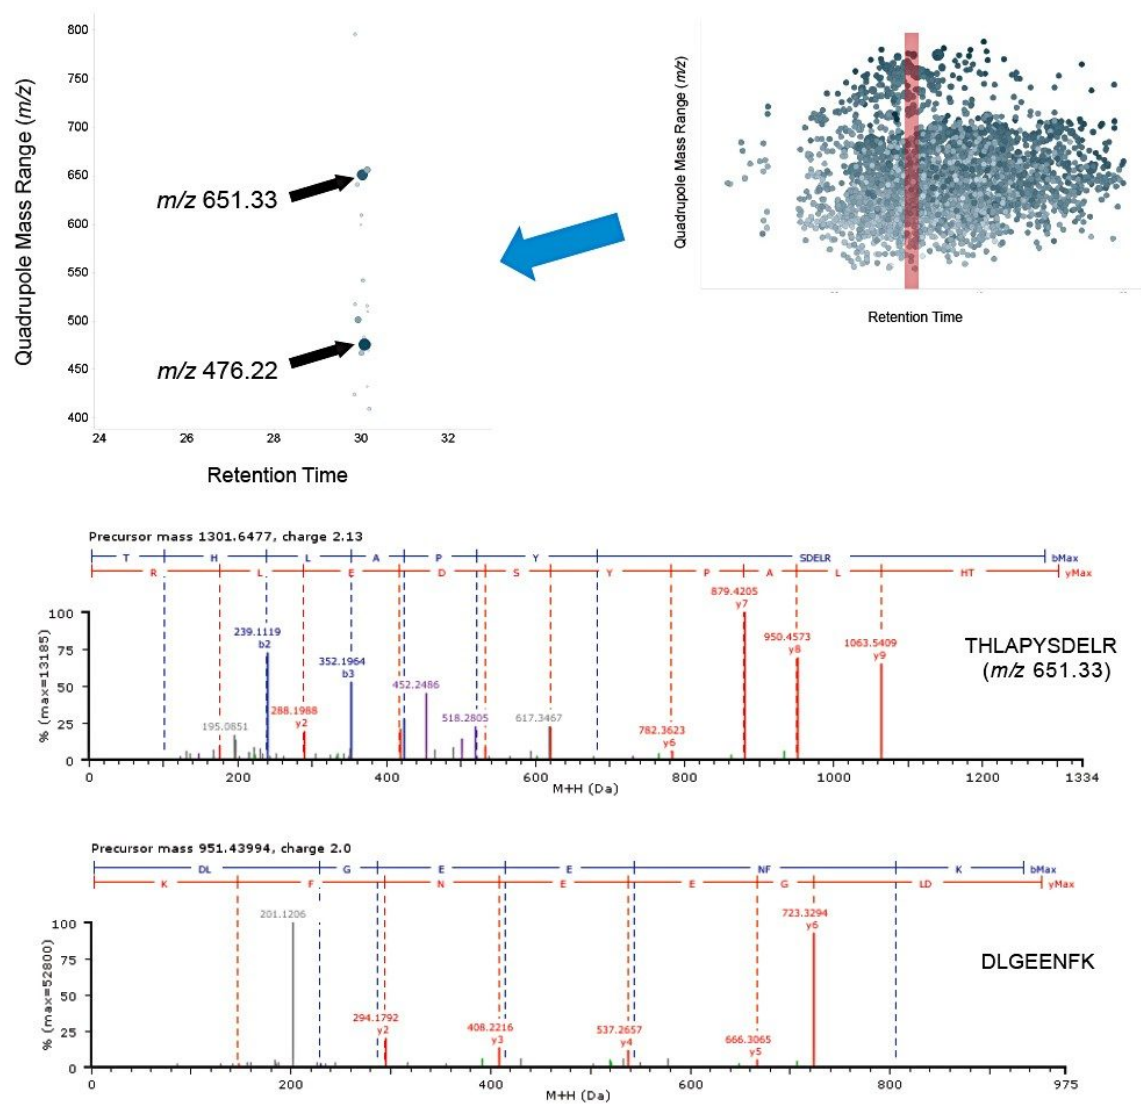 800
750
700
650
600
550
500
450
400
Quadrupole Mass Range (m/z)
m/z 651.33
m/z 476.22
24 26 28 30 32
Retention Time
Quadrupole Mass Range (m/z)
Retention Time
Precursor mass 1301.6477, charge 2.13
T H L A P Y SDELR bMax
R L E D S Y P A L HT yMax
100
75
50
25
0
% (max=13185)
239.1119
b2
352.1964
b3
288.1988
y2
195.0851
452.2486
518.2805
617.3467
782.3623
y6
879.4205
y7
950.4573
y8
1063.5409
y9
0 200 400 600 800 1000 1200 1334
M+H (Da)
THLAPYSDELR
(m/z 651.33)
Precursor mass 951.43994, charge 2.0
DL G E E NF K bMax
K F N E E G LD yMax
100
75
50
25
0
% (max=52800)
201.1206
294.1792
y2
408.2216
y3
537.2657
y4
666.3065
y5
723.3294
y6
0 200 400 600 800 975
M+H (Da)
DLGEENFK